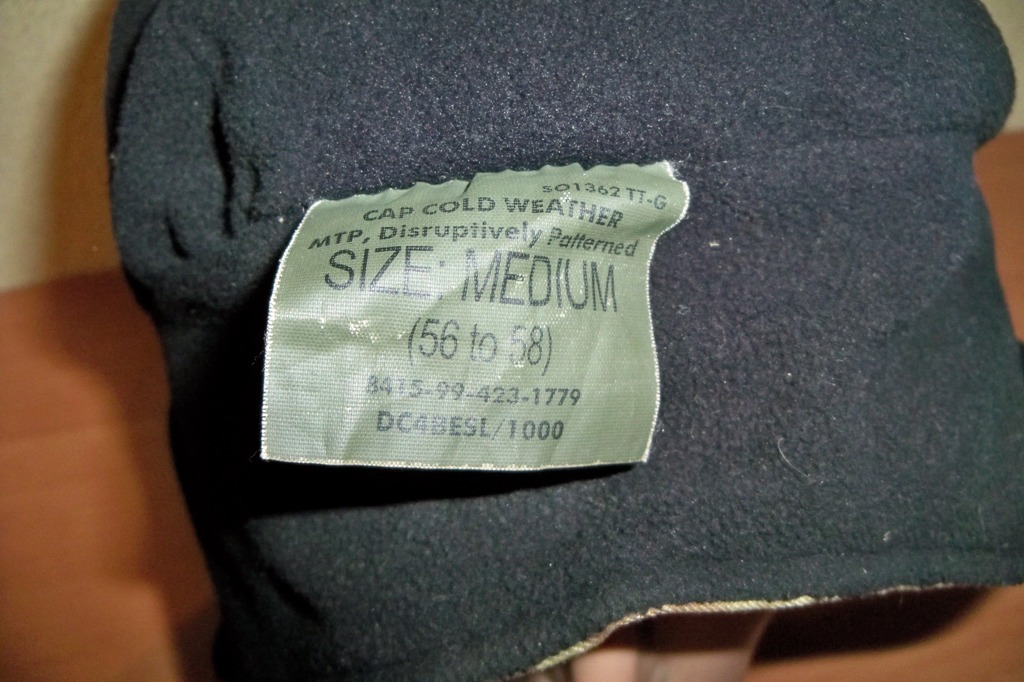 SO1362 TT-G
CAP COLD WEATHER
MTP, Disruptively Patterned
SIZE: MEDIUM
(56 to 58)
8415-99-423-1779
DC4BESL/1000